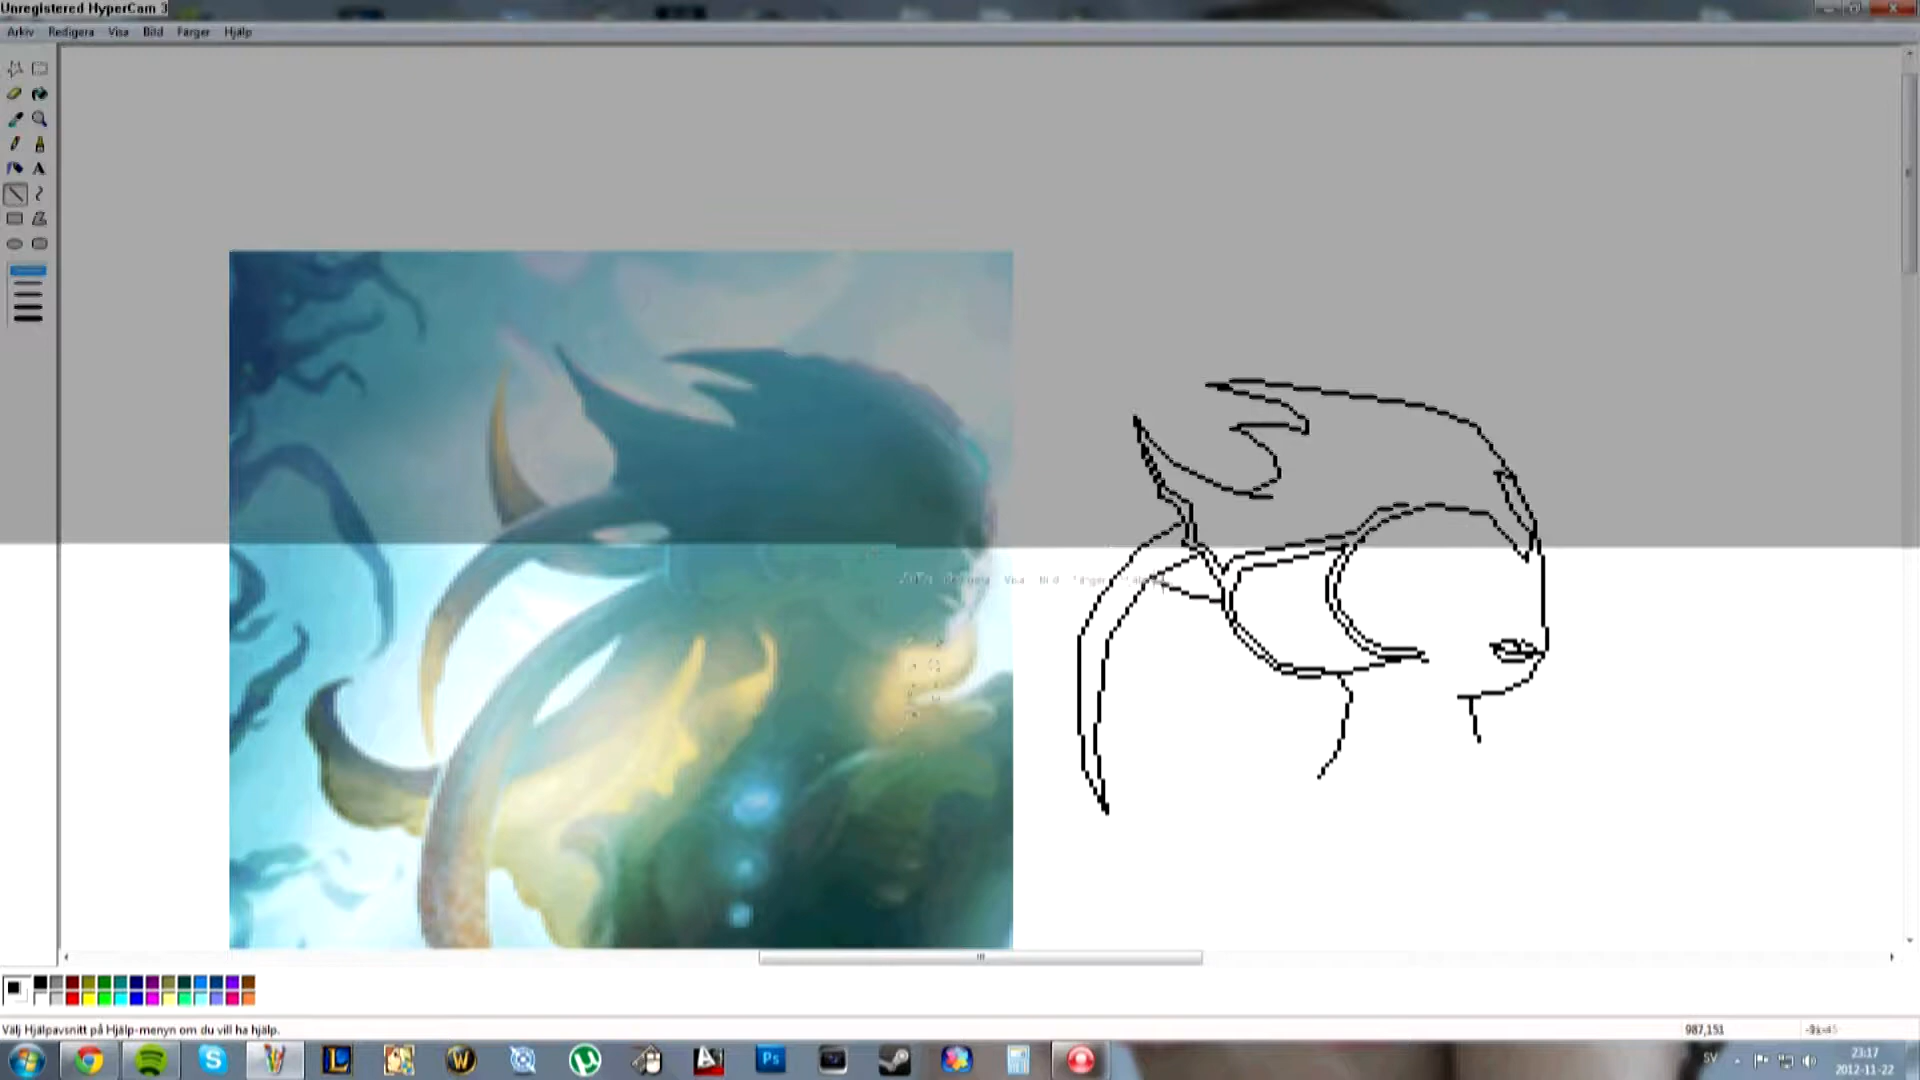 Unregistered HyperCam 3
Arkiv Redigera Visa Bild Färger Hjälp
Välj Hjälpavsnitt på Hjälp-menyn om du vill ha hjälp.
987,151
SV
23:17
2012-11-22